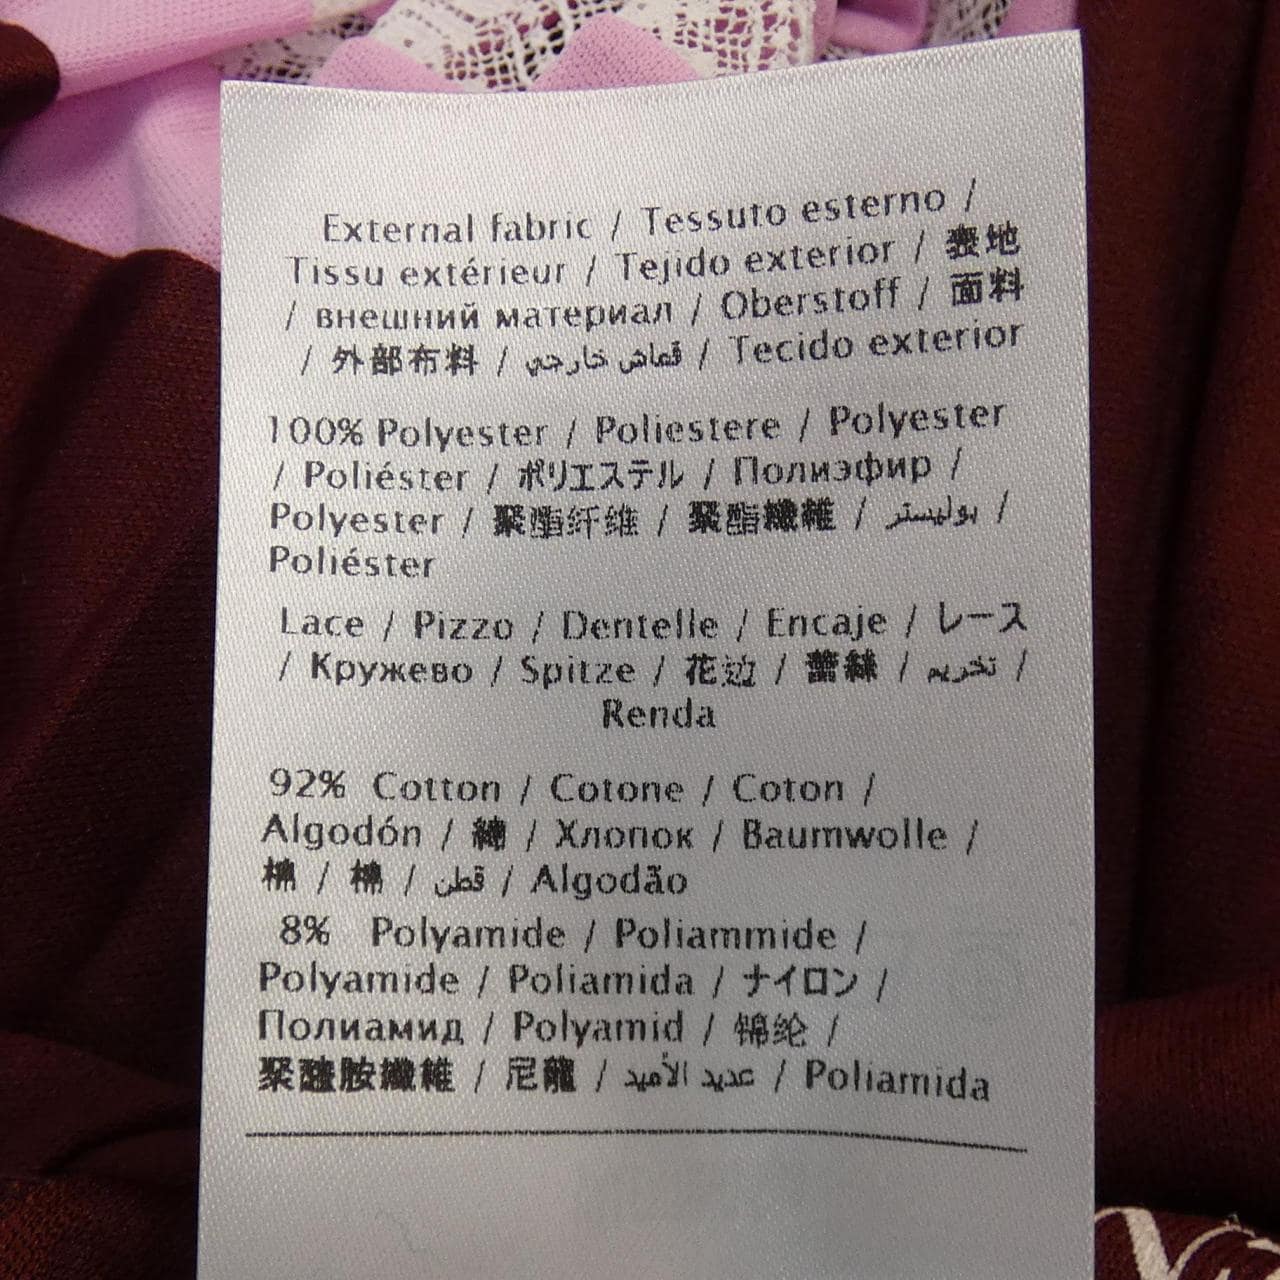 External fabric / Tessuto esterno /
Tissu extérieur / Tejido exterior / 表地
/ внешний материал / Oberstoff / 面料
/ 外部布料 / قماش خارجي / Tecido exterior
100% Polyester / Poliestere / Polyester
/ Poliéster / ポリエステル / Полиэфир /
Polyester / 聚酯纤维 / 聚酯纖維 / بوليستر /
Poliéster
Lace / Pizzo / Dentelle / Encaje / レース
/ Кружево / Spitze / 花边 / 蕾絲 / تخريم /
Renda
92% Cotton / Cotone / Coton /
Algodón / 綿 / Хлопок / Baumwolle /
棉 / 棉 / قطن / Algodão
8% Polyamide / Poliammide /
Polyamide / Poliamida / ナイロン /
Полиамид / Polyamid / 锦纶 /
聚醯胺纖維 / 尼龍 / عديد الأميد / Poliamida